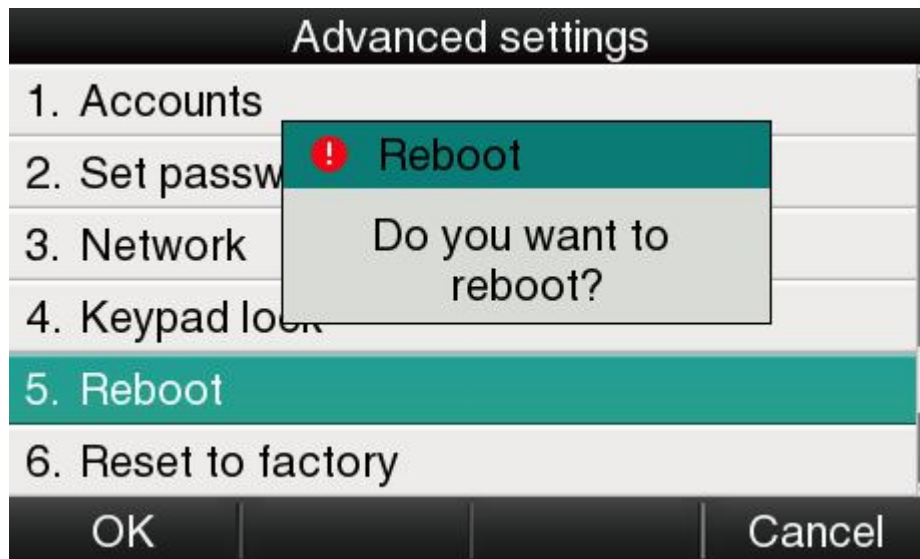 Advanced settings
1. Accounts
2. Set passw
3. Network
4. Keypad lock
5. Reboot
6. Reset to factory
! Reboot
Do you want to
reboot?
OK
Cancel